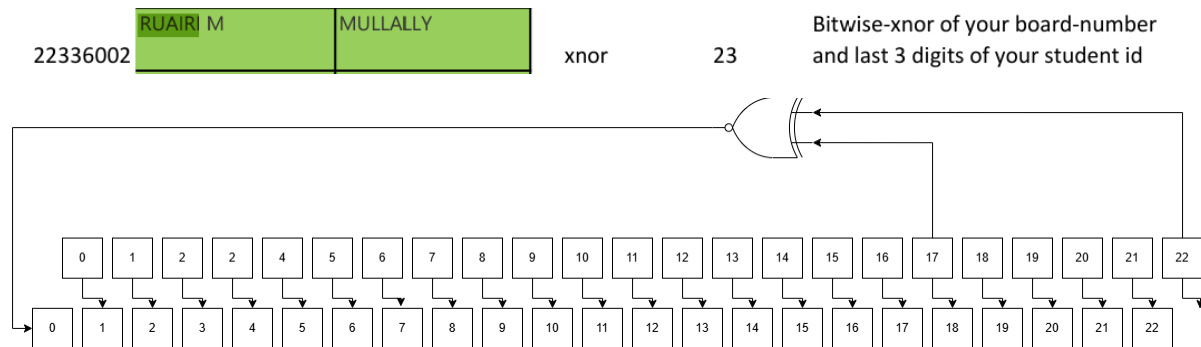 RUAIRI M MULLALLY Bitwise-xnor of your board-number
22336002 xnor 23 and last 3 digits of your student id
0 1 2 2 4 5 6 7 8 9 10 11 12 13 14 15 16 17 18 19 20 21 22
0 1 2 3 4 5 6 7 8 9 10 11 12 13 14 15 16 17 18 19 20 21 22